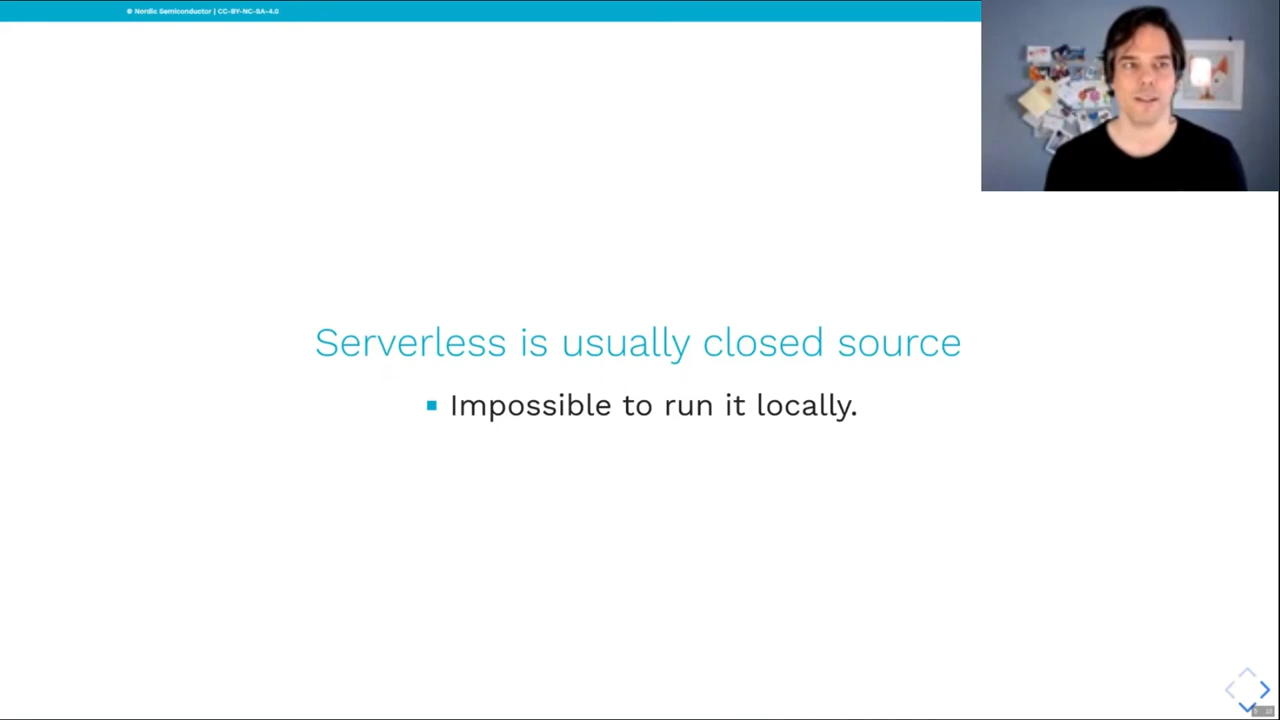 © Nordic Semiconductor | CC-BY-NC-SA-4.0
Serverless is usually closed source
Impossible to run it locally.